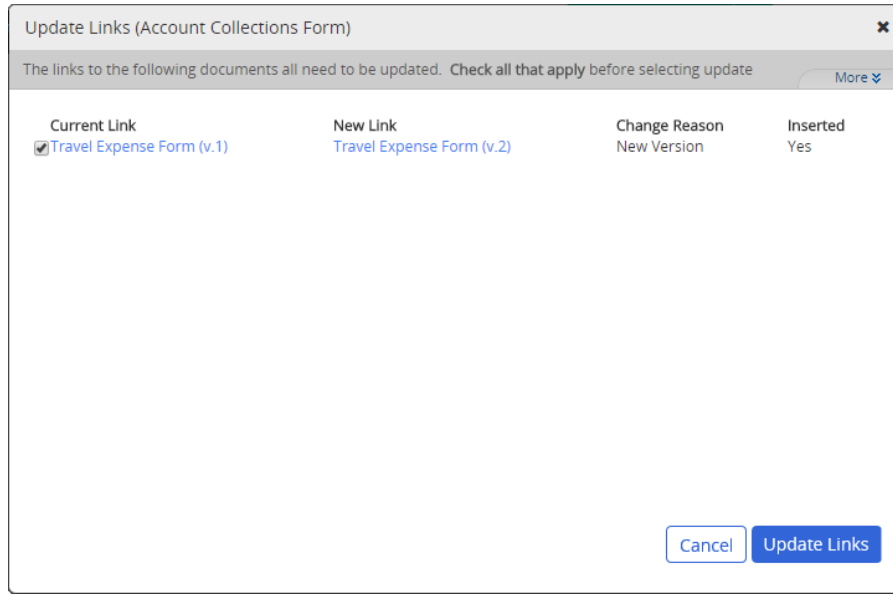 Update Links (Account Collections Form)
The links to the following documents all need to be updated. Check all that apply before selecting update
More
Current Link New Link Change Reason Inserted
Travel Expense Form (v.1) Travel Expense Form (v.2) New Version Yes
Cancel Update Links